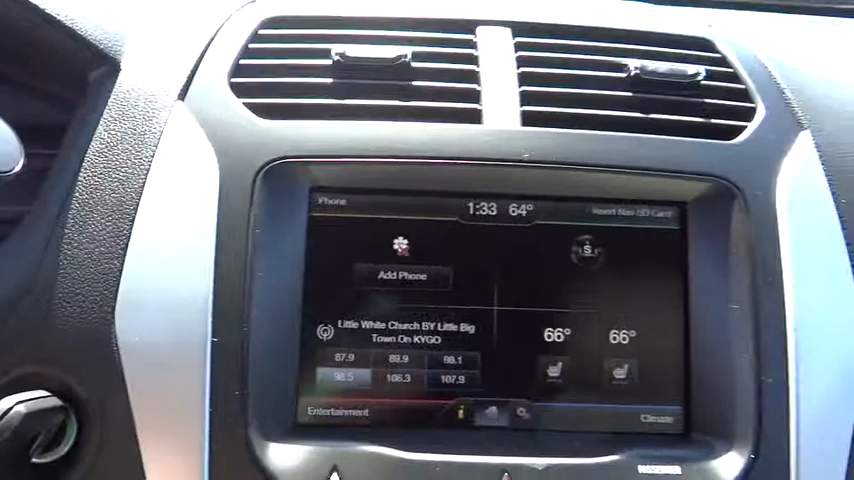 Phone
1:33 64°
Insert Nav SD Card
S
Add Phone
Little White Church BY Little Big
Town On KYGO
87.9 89.9 98.1
98.5 106.3 107.9
66° 66°
Entertainment
i
Climate
PASSENGER